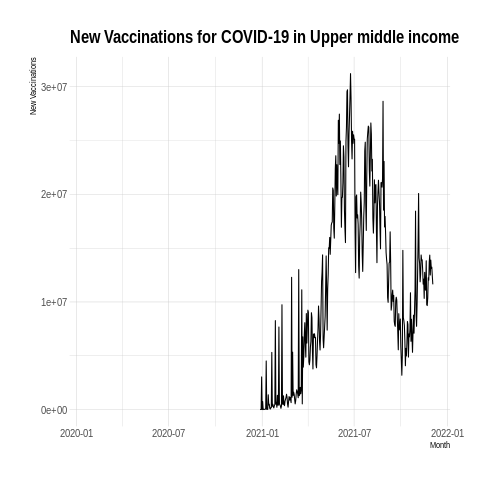 New Vaccinations for COVID-19 in Upper middle income
New Vaccinations
3e+07
2e+07
1e+07
0e+00
2020-01
2020-07
2021-01
2021-07
2022-01
Month